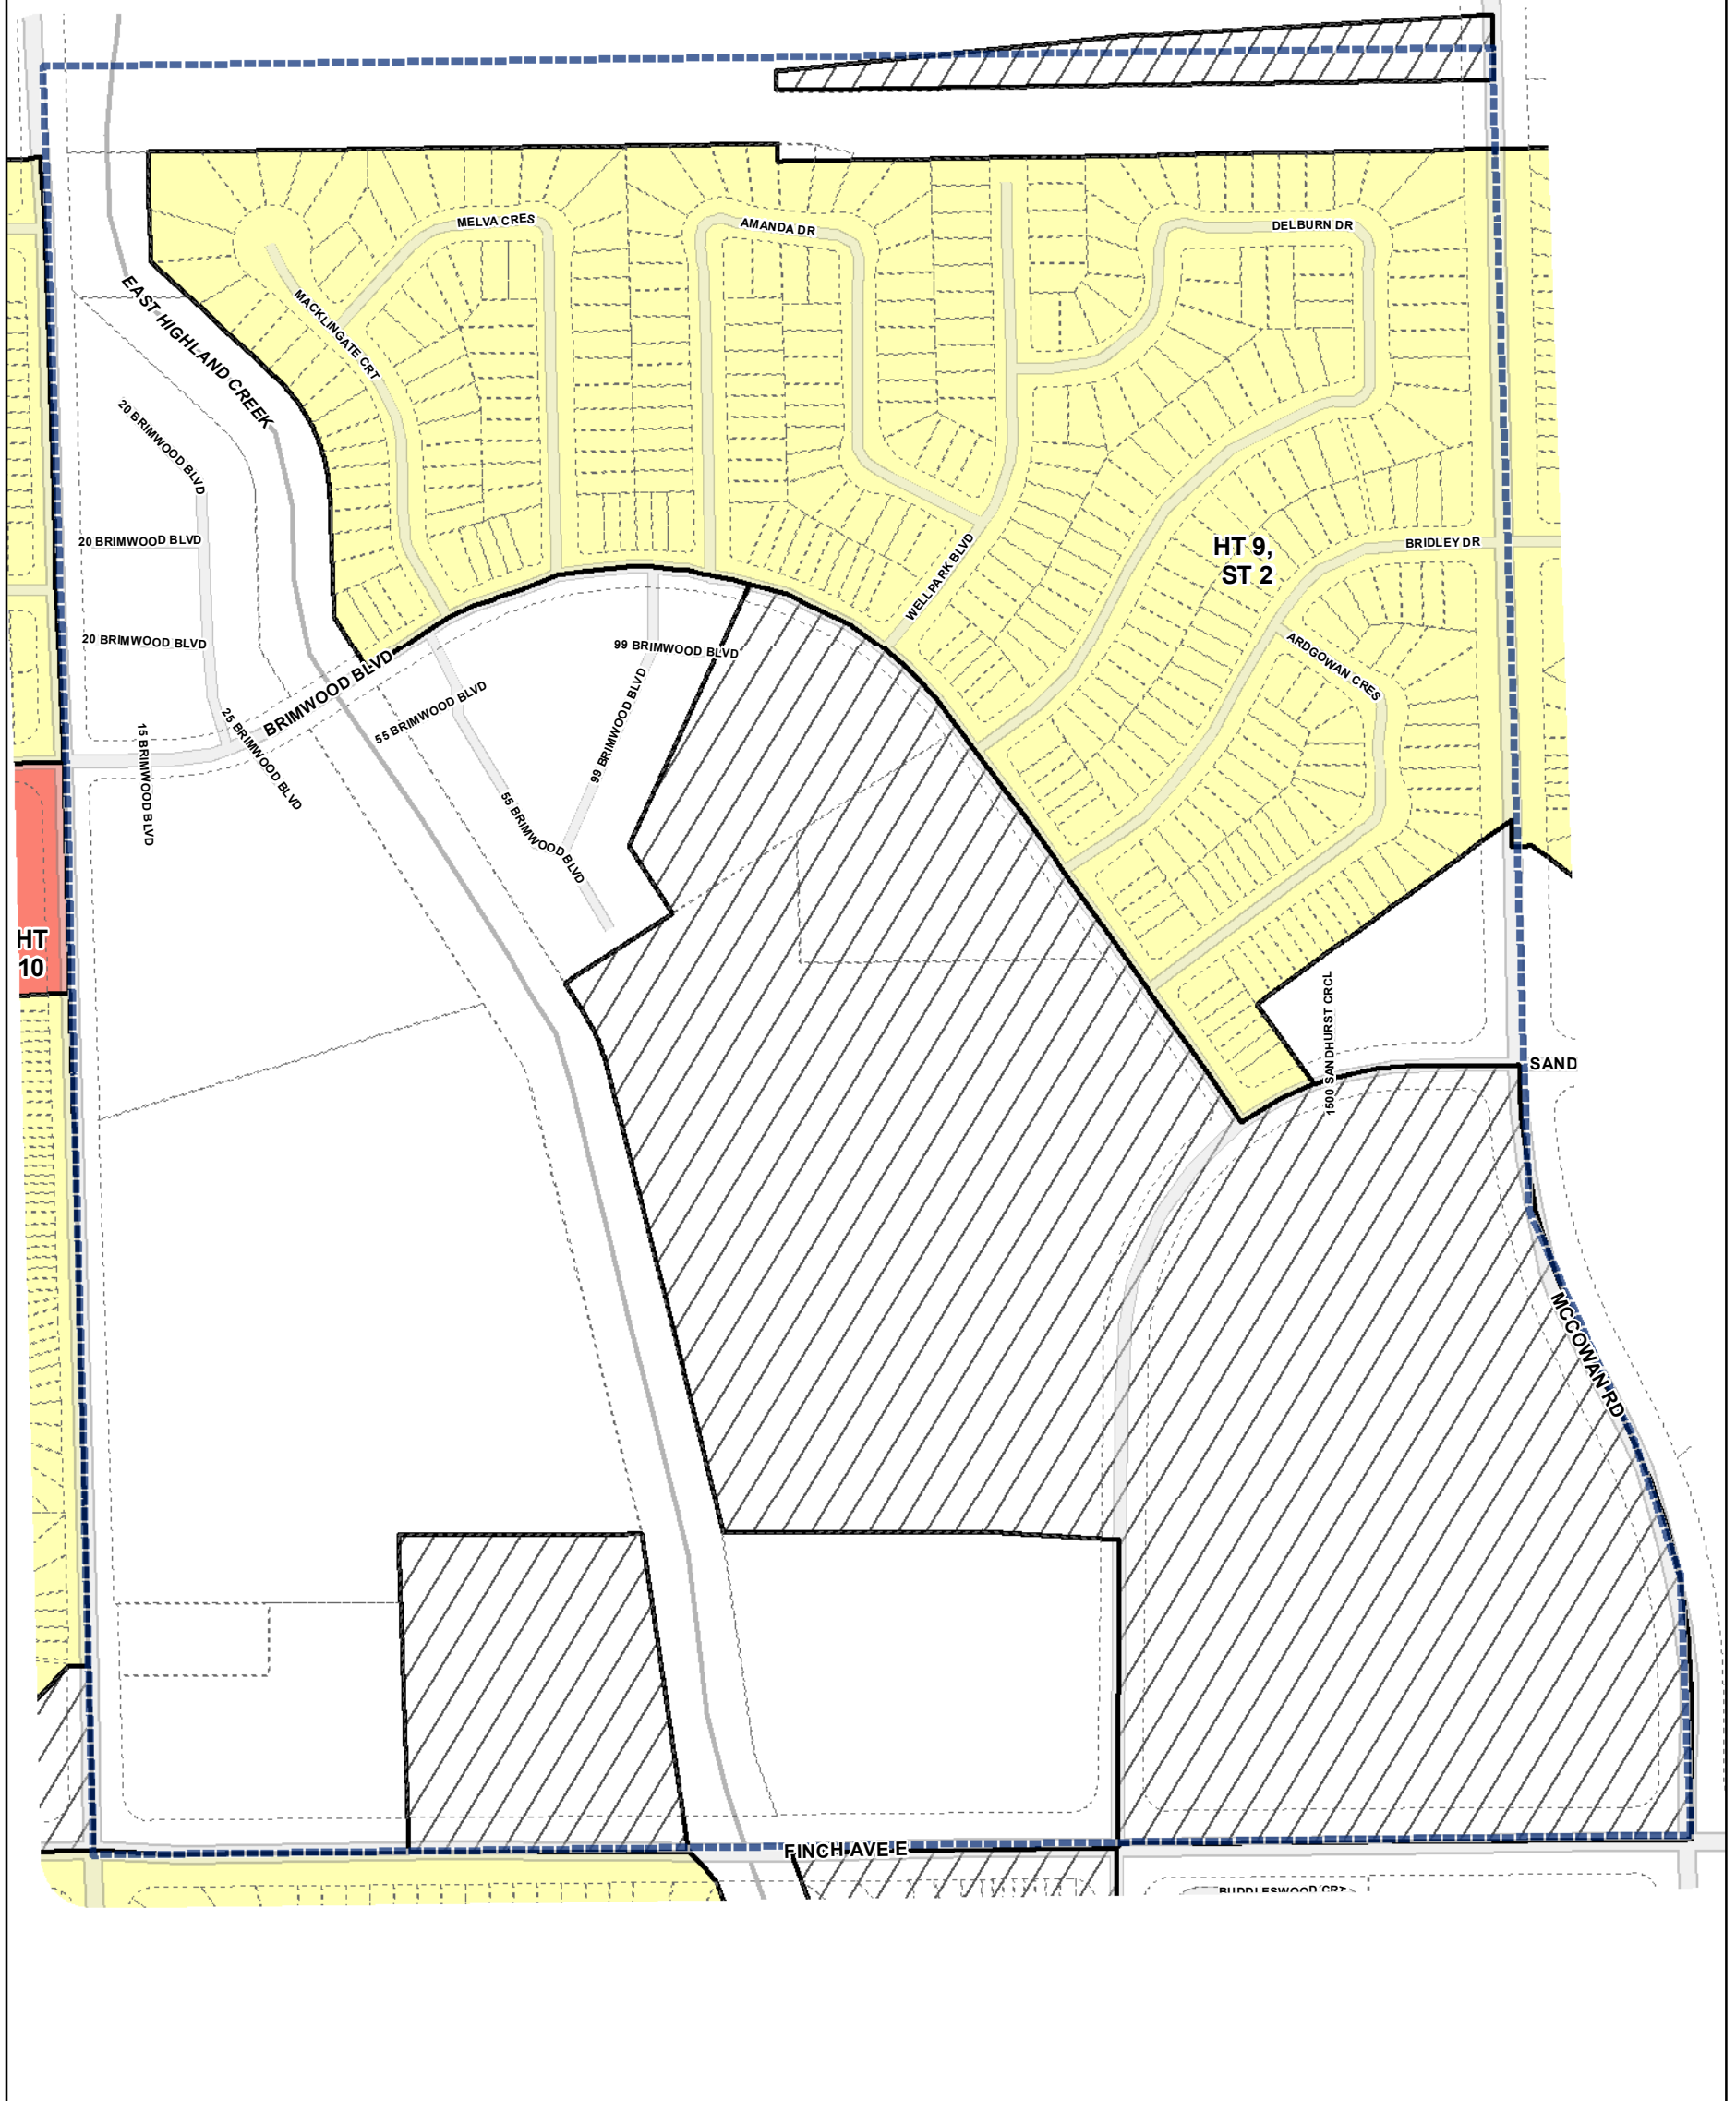 MELVA CRES
AMANDA DR
DELBURN DR
MACKLINGATE CRT
EAST HIGHLAND CREEK
20 BRIMWOOD BLVD
20 BRIMWOOD BLVD
WELLPARK BLVD
HT 9,
ST 2
BRIDLEY DR
20 BRIMWOOD BLVD
99 BRIMWOOD BLVD
ARDGOWAN CRES
BRIMWOOD BLVD
55 BRIMWOOD BLVD
99 BRIMWOOD BLVD
15 BRIMWOOD BLVD
25 BRIMWOOD BLVD
55 BRIMWOOD BLVD
HT
10
1500 SANDHURST CRCL
SAND
MCCOWAN RD
FINCH AVE E
BUDDLESWOOD CRT